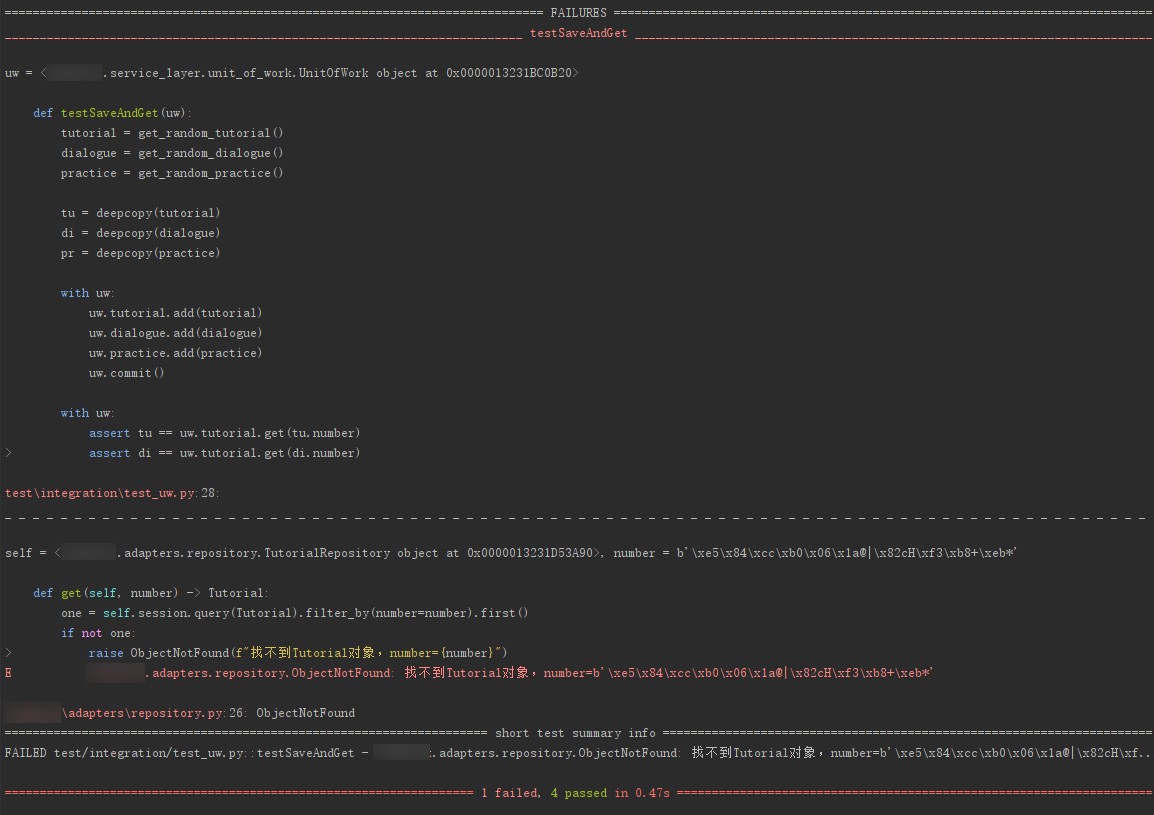 ============================================================================ FAILURES ============================================================================
__________________________________________________________________________ testSaveAndGet __________________________________________________________________________
uw = < .service_layer.unit_of_work.UnitOfWork object at 0x0000013231BC0B20>
def testSaveAndGet(uw):
tutorial = get_random_tutorial()
dialogue = get_random_dialogue()
practice = get_random_practice()
tu = deepcopy(tutorial)
di = deepcopy(dialogue)
pr = deepcopy(practice)
with uw:
uw.tutorial.add(tutorial)
uw.dialogue.add(dialogue)
uw.practice.add(practice)
uw.commit()
with uw:
assert tu == uw.tutorial.get(tu.number)
> assert di == uw.tutorial.get(di.number)
test\integration\test_uw.py:28:
- - - - - - - - - - - - - - - - - - - - - - - - - - - - - - - - - - - - - - - - - - - - - - - - - - - - - - - - - - - - - - - - - - - - - - - - - - - - - - - - - -
self = < .adapters.repository.TutorialRepository object at 0x0000013231D53A90>, number = b'\xe5\x84\xcc\xb0\x06\x1a@|\x82cH\xf3\xb8+\xeb*'
def get(self, number) -> Tutorial:
one = self.session.query(Tutorial).filter_by(number=number).first()
if not one:
> raise ObjectNotFound(f"找不到Tutorial对象，number={number}")
E .adapters.repository.ObjectNotFound: 找不到Tutorial对象，number=b'\xe5\x84\xcc\xb0\x06\x1a@|\x82cH\xf3\xb8+\xeb*'
\adapters\repository.py:26: ObjectNotFound
===================================================================== short test summary info ======================================================================
FAILED test/integration/test_uw.py::testSaveAndGet - .adapters.repository.ObjectNotFound: 找不到Tutorial对象，number=b'\xe5\x84\xcc\xb0\x06\x1a@|\x82cH\xf...
=================================================================== 1 failed, 4 passed in 0.47s ===================================================================